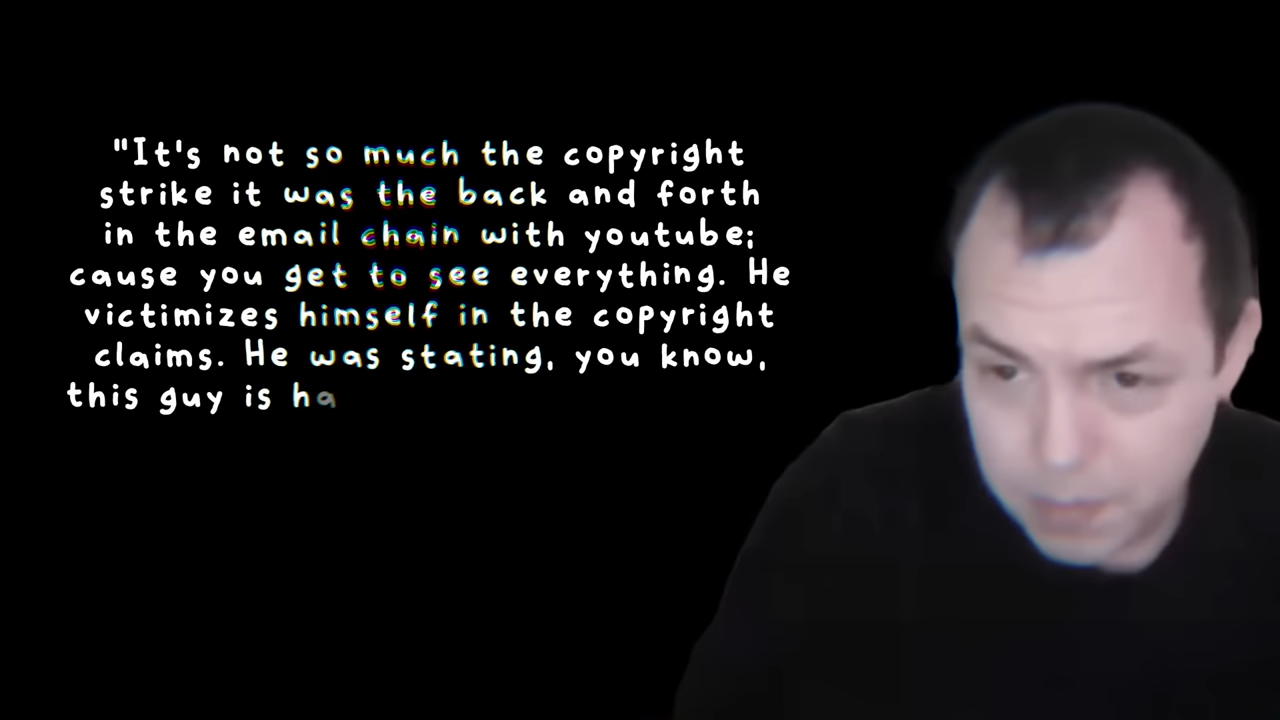 "It's not so much the copyright
strike it was the back and forth
in the email chain with youtube;
cause you get to see everything. He
victimizes himself in the copyright
claims. He was stating, you know,
this guy is ha